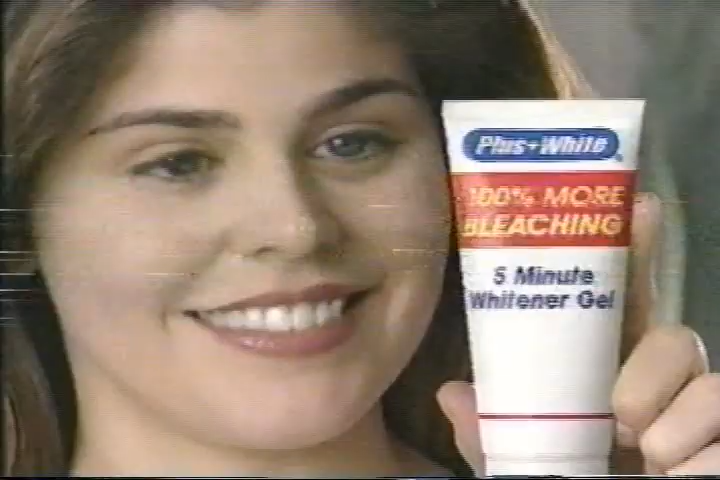 Plus+White
100% MORE
BLEACHING
5 Minute
Whitener Gel